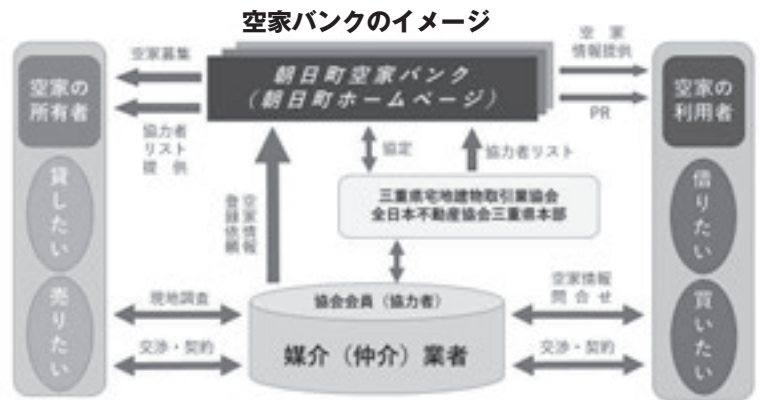 空家バンクのイメージ
空家の
所有者
貸したい
売りたい
空家募集
協力者
リスト
提 供
朝日町空家バンク
(朝日町ホームページ)
空 家
情報提供
PR
空家の
利用者
借りたい
買いたい
協定
協力者リスト
三重県宅地建物取引業協会
全日本不動産協会三重県本部
空家情報
登録依頼
現地調査
交渉・契約
協会会員(協力者)
媒介(仲介)業者
空家情報
問 合 せ
交渉・契約